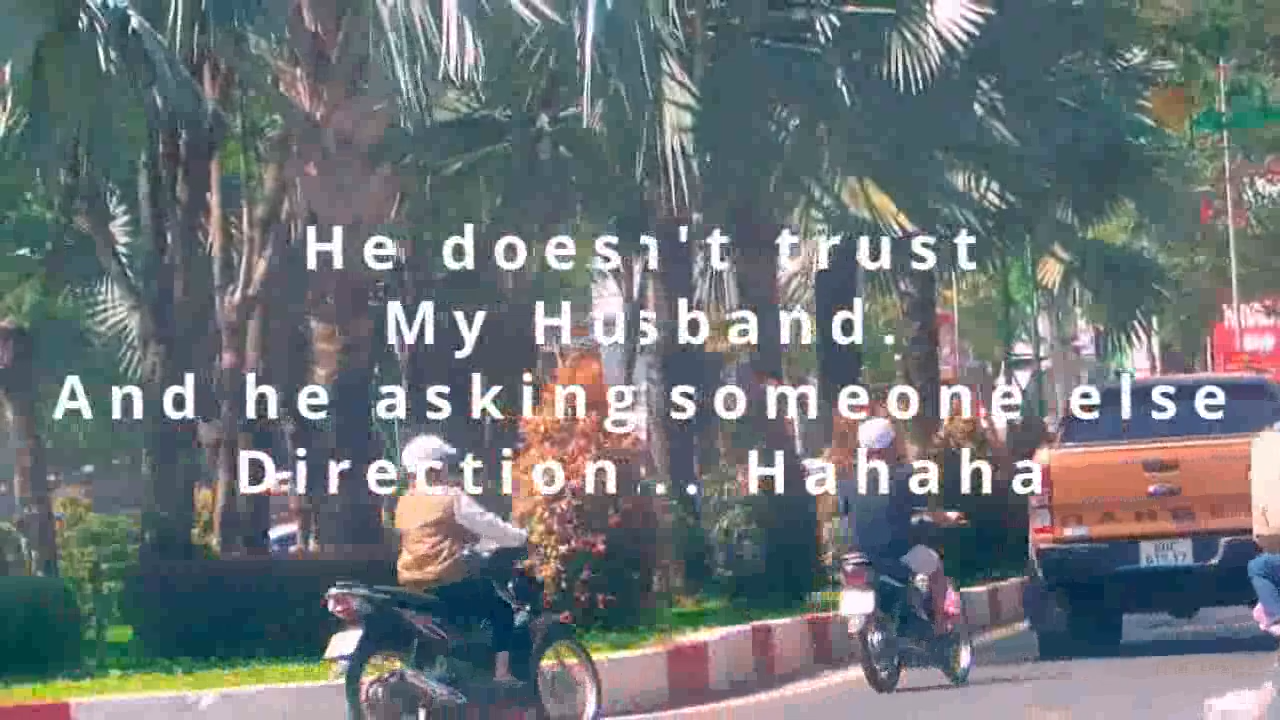 He doesn't trust
My Husband.
And he asking someone else
Direction... Hahaha